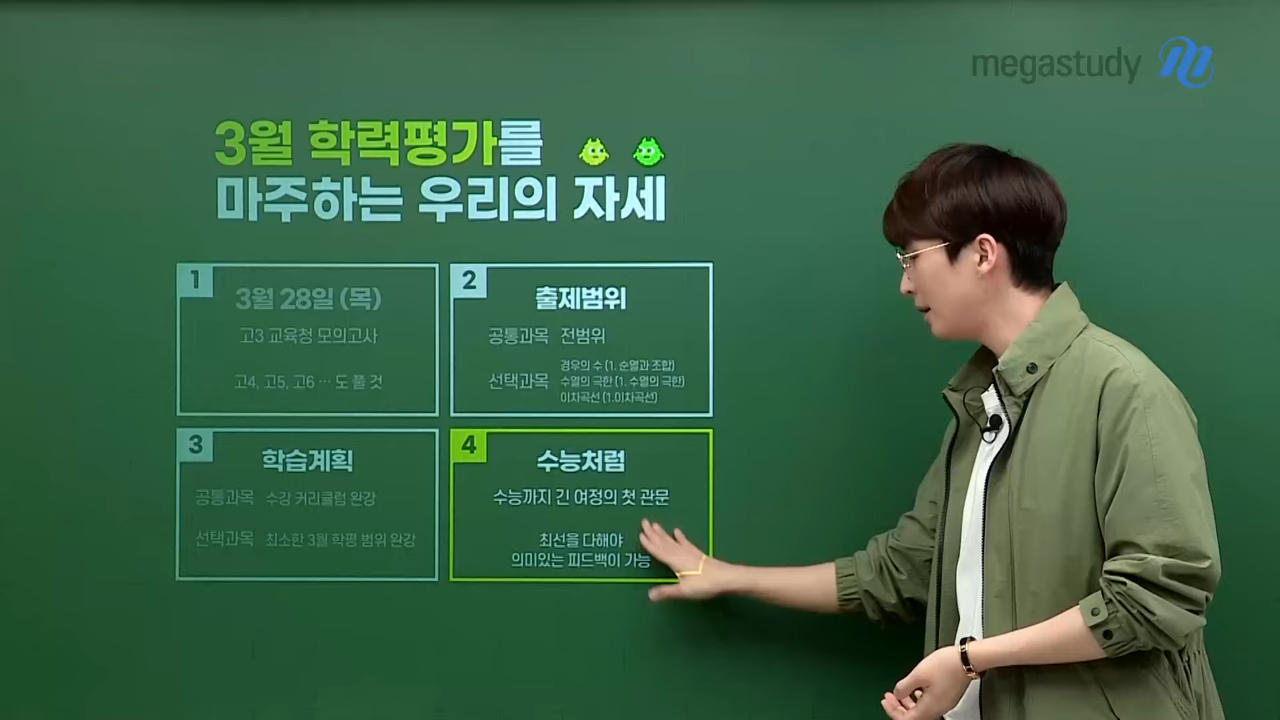 megastudy
3월 학력평가를
마주하는 우리의 자세
1
3월 28일 (목)
고3 교육청 모의고사
고4, 고5, 고6 … 도 풀 것
2
출제범위
공통과목 전범위
선택과목
경우의 수 (1. 순열과 조합)
수열의 극한 (1. 수열의 극한)
이차곡선 (1.이차곡선)
3
학습계획
공통과목 수강 커리큘럼 완강
선택과목 최소한 3월 학평 범위 완강
4
수능처럼
수능까지 긴 여정의 첫 관문
최선을 다해야
의미있는 피드백이 가능